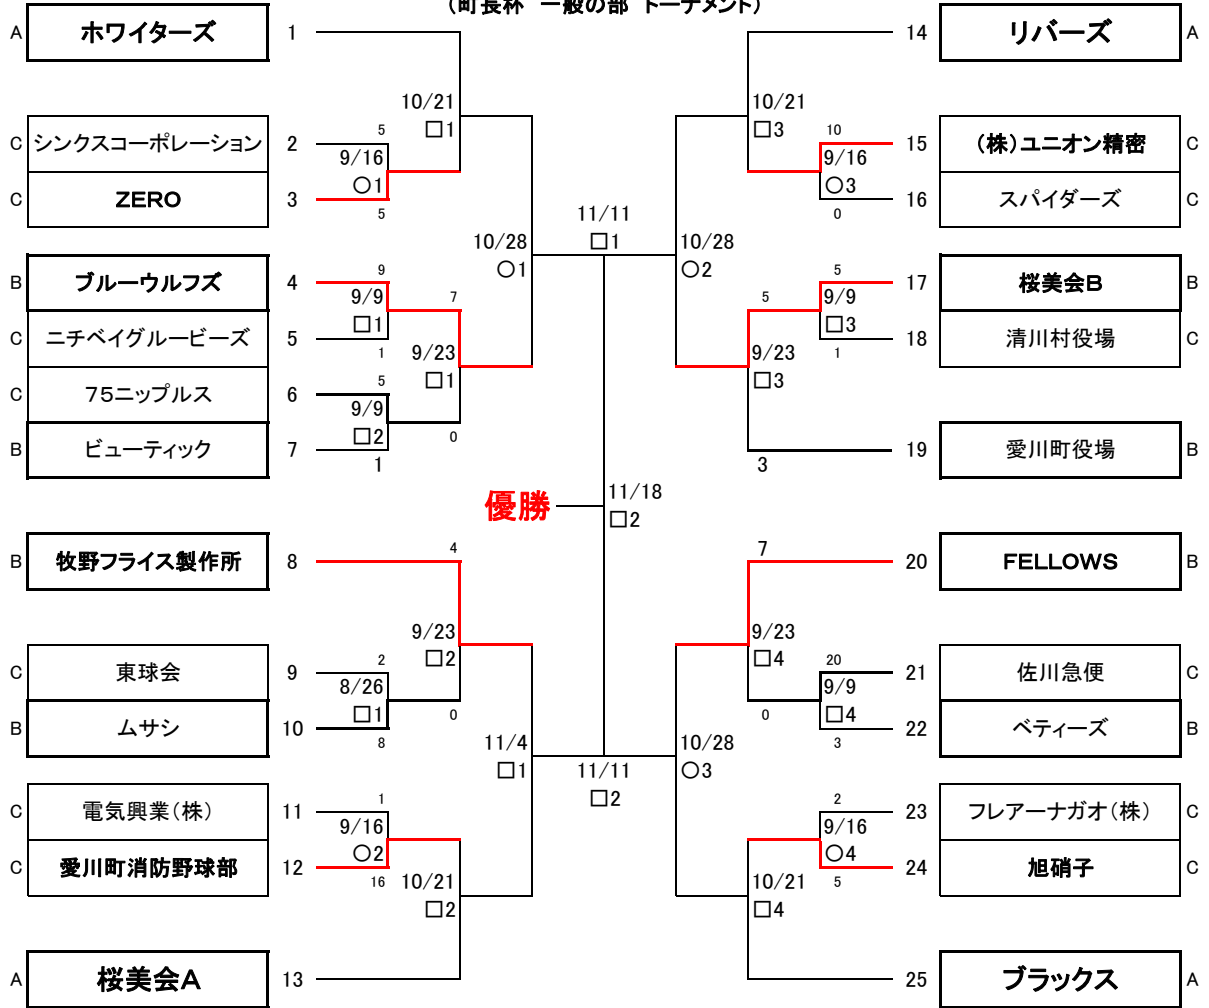 (町長杯　一般の部　トーナメント)
A ホワイターズ 1
14 リバーズ A
10/21
□1
10/21
□3
C シンクスコーポレーション 2
5
9/16
○1
C ZERO 3
5
10
15 (株)ユニオン精密 C
9/16
○3
16 スパイダーズ C
0
11/11
□1
10/28
○1
10/28
○2
B ブルーウルフズ 4
9
9/9
□1
7
C ニチベイグルービーズ 5
1
9/23
□1
5
17 桜美会B B
9/9
□3
5
18 清川村役場 C
1
9/23
□3
C 75ニップルス 6
5
9/9
□2
B ビューティック 7
1
0
19 愛川町役場 B
3
優勝
11/18
□2
B 牧野フライス製作所 8
4
7
20 FELLOWS B
9/23
□2
9/23
□4
C 東球会 9
2
8/26
□1
B ムサシ 10
8
0
20
21 佐川急便 C
9/9
□4
0
22 ベティーズ B
3
11/4
□1
11/11
□2
10/28
○3
C 電気興業(株) 11
1
9/16
○2
C 愛川町消防野球部 12
16
2
23 フレアーナガオ(株) C
9/16
○4
24 旭硝子 C
5
10/21
□2
10/21
□4
A 桜美会A 13
25 ブラックス A